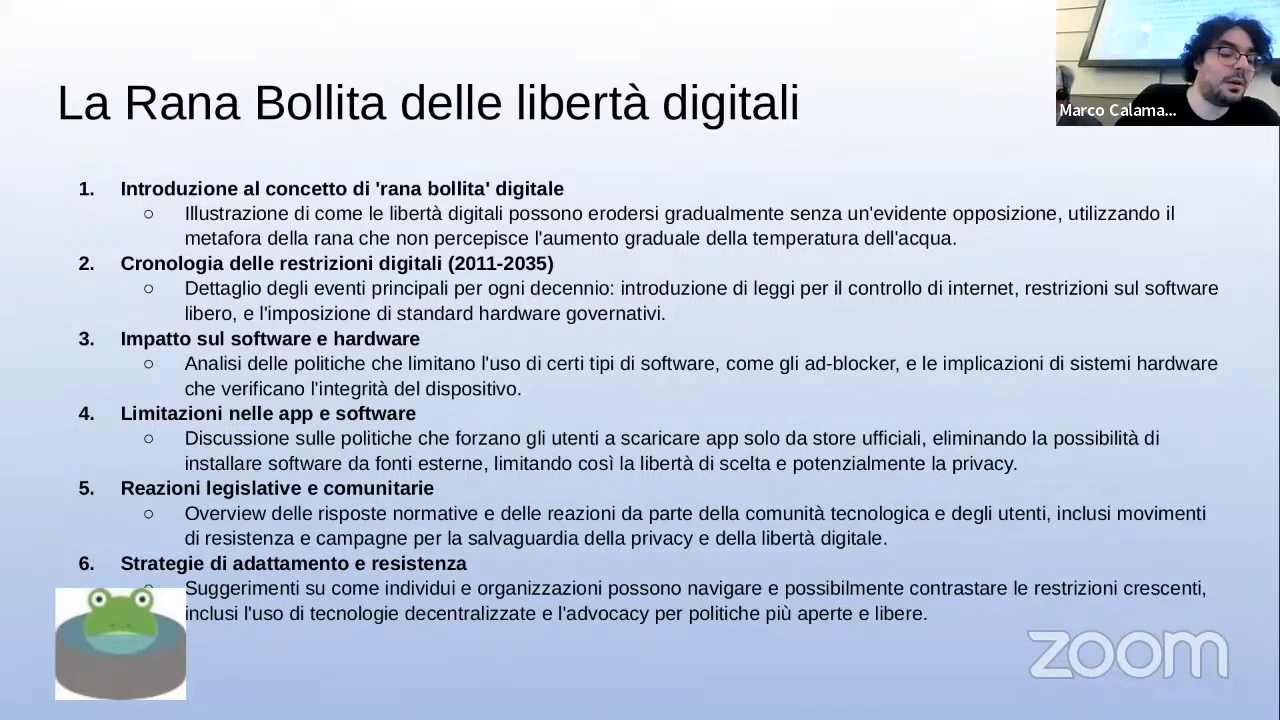 La Rana Bollita delle libertà digitali
Marco Calama...
1. Introduzione al concetto di 'rana bollita' digitale
○ Illustrazione di come le libertà digitali possono erodersi gradualmente senza un'evidente opposizione, utilizzando il
metafora della rana che non percepisce l'aumento graduale della temperatura dell'acqua.
2. Cronologia delle restrizioni digitali (2011-2035)
○ Dettaglio degli eventi principali per ogni decennio: introduzione di leggi per il controllo di internet, restrizioni sul software
libero, e l'imposizione di standard hardware governativi.
3. Impatto sul software e hardware
○ Analisi delle politiche che limitano l'uso di certi tipi di software, come gli ad-blocker, e le implicazioni di sistemi hardware
che verificano l'integrità del dispositivo.
4. Limitazioni nelle app e software
○ Discussione sulle politiche che forzano gli utenti a scaricare app solo da store ufficiali, eliminando la possibilità di
installare software da fonti esterne, limitando così la libertà di scelta e potenzialmente la privacy.
5. Reazioni legislative e comunitarie
○ Overview delle risposte normative e delle reazioni da parte della comunità tecnologica e degli utenti, inclusi movimenti
di resistenza e campagne per la salvaguardia della privacy e della libertà digitale.
6. Strategie di adattamento e resistenza
○ Suggerimenti su come individui e organizzazioni possono navigare e possibilmente contrastare le restrizioni crescenti,
inclusi l'uso di tecnologie decentralizzate e l'advocacy per politiche più aperte e libere.
zoom